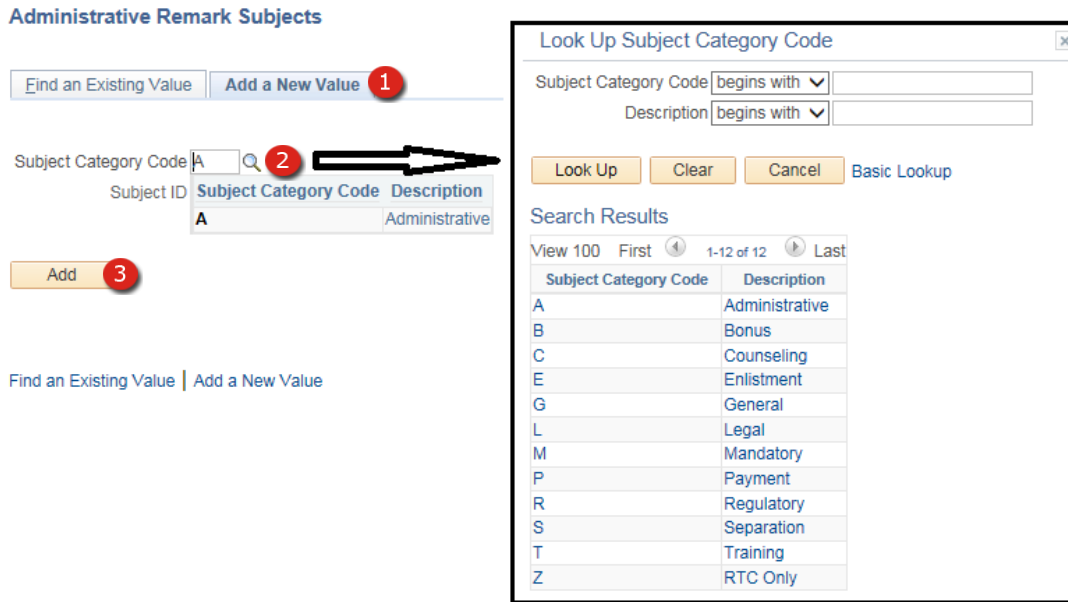 Administrative Remark Subjects
Find an Existing Value
Add a New Value
1
Subject Category Code A
2
Subject ID
Subject Category Code Description
A Administrative
Add
3
Find an Existing Value | Add a New Value
Look Up Subject Category Code
x
Subject Category Code begins with
Description begins with
Look Up Clear Cancel Basic Lookup
Search Results
View 100 First 1-12 of 12 Last
Subject Category Code Description
A Administrative
B Bonus
C Counseling
E Enlistment
G General
L Legal
M Mandatory
P Payment
R Regulatory
S Separation
T Training
Z RTC Only